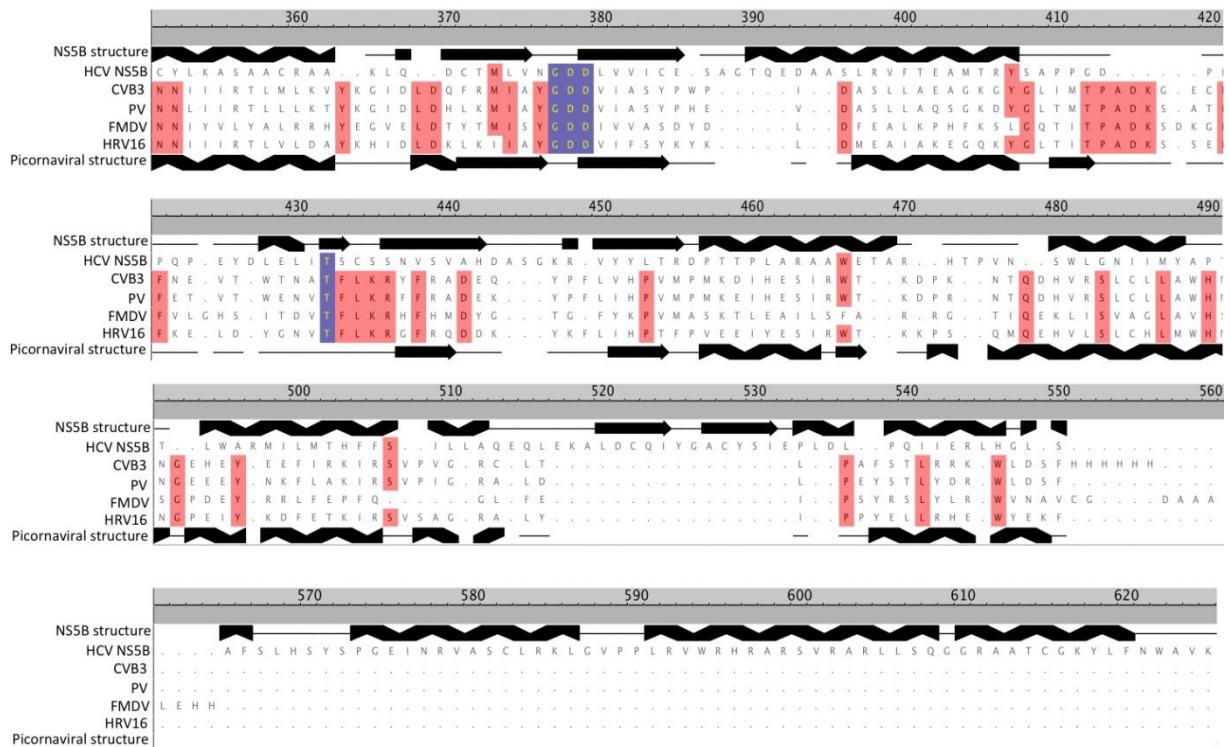 360 370 380 390 400 410 420
NS5B structure
HCV NS5B C Y L K A S A A C R A A . K L Q . . D C T M L V N G D D L V V I C E . S A G T Q E D A A S L R V F T E A M T R Y S A P P G D . . . . P
CVB3 N N I I I R T L M L K V Y K G I D L D Q F R M I A Y G D D V I A S Y P W P . . . . . I . . D A S L L A E A G K G Y G L I M T P A D K G . E C
PV N N L I I R T L L L K T Y K G I D L D H L K M I A Y G D D V I A S Y P H E . . . . . V . . D A S L L A Q S G K D Y G L T M T P A D K S . A T
FMDV N N I Y V L Y A L R R H Y E G V E L D T Y T M I S Y G D D I V V A S D Y D . . . . . L . . D F E A L K P H F K S L G Q T I T P A D K S D K G
HRV16 N N I I I R T L V L D A Y K H I D L D K L K I I A Y G D D V I F S Y K Y K . . . . . L . . D M E A I A K E G Q K Y G L T I T P A D K S . . S E
Picornaviral structure
430 440 450 460 470 480 490
NS5B structure
HCV NS5B P Q P . E Y D L E L I T S C S S N V S V A H D A S G K R . V Y Y L T R D P T T P L A R A A W E T A R . . H T P V N . . S W L G N I I M Y A P
CVB3 F N E . V . T . W T N A T F L K R F F R A D E Q . . . Y P F L V H P V M P M K D I H E S I R W T . . K D P K . . N T Q D H V R S L C L L A W H
PV F E T . V . T . W E N V T F L K R F F R A D E K . . . Y P F L I H P V M P M K E I H E S I R W T . . K D P R . . N T Q D H V R S L C L L A W H
FMDV F V L G H S . I T D V T F L K R H F H M D Y G . . . T G . F Y K P V M A S K T L E A I L S F A . . R R . R G . . T I Q E K L I S V A G L A V H
HRV16 F K E . L D . Y G N V T F L K R G F R Q D D K . . . Y K F L I H P T F P V E E I Y E S I R W T . . K K P S . . Q M Q E H V L S L C H L M W H
Picornaviral structure
500 510 520 530 540 550 560
NS5B structure
HCV NS5B T . . L W A R M I L M T H F F S . . I L L A Q E Q L E K A L D C Q I Y G A C Y S I E P L D L . . . P Q I I E R L H G L . S
CVB3 N G E H E Y . E E F I R K I R S V P V G . R C . L T . . . . . . . . . . . . . . . . L . P A F S T L R R K . W L D S F H H H H H H . . . .
PV N G E E E Y . N K F L A K I R S V P I G . R A . L D . . . . . . . . . . . . . . . . L . P E Y S T L Y D R . W L D S F . . . . . . . . . .
FMDV S G P D E Y . R R L F E P F Q . . . . . . . G L . F E . . . . . . . . . . . . . . . . I . P S Y R S L Y L R . W V N A V C G . . D A A A
HRV16 N G P E I Y . K D F E T K I R S V S A G . R A . L Y . . . . . . . . . . . . . . . . I . P P Y E L L R H E . W Y E K F . . . . . . . . . .
Picornaviral structure
570 580 590 600 610 620
NS5B structure
HCV NS5B . . . . A F S L H S Y S P G E I N R V A S C L R K L G V P P L R V W R H R A R S V R A R L L S Q G G R A A T C G K Y L F N W A V K
CVB3
PV
FMDV L E H H
HRV16
Picornaviral structure